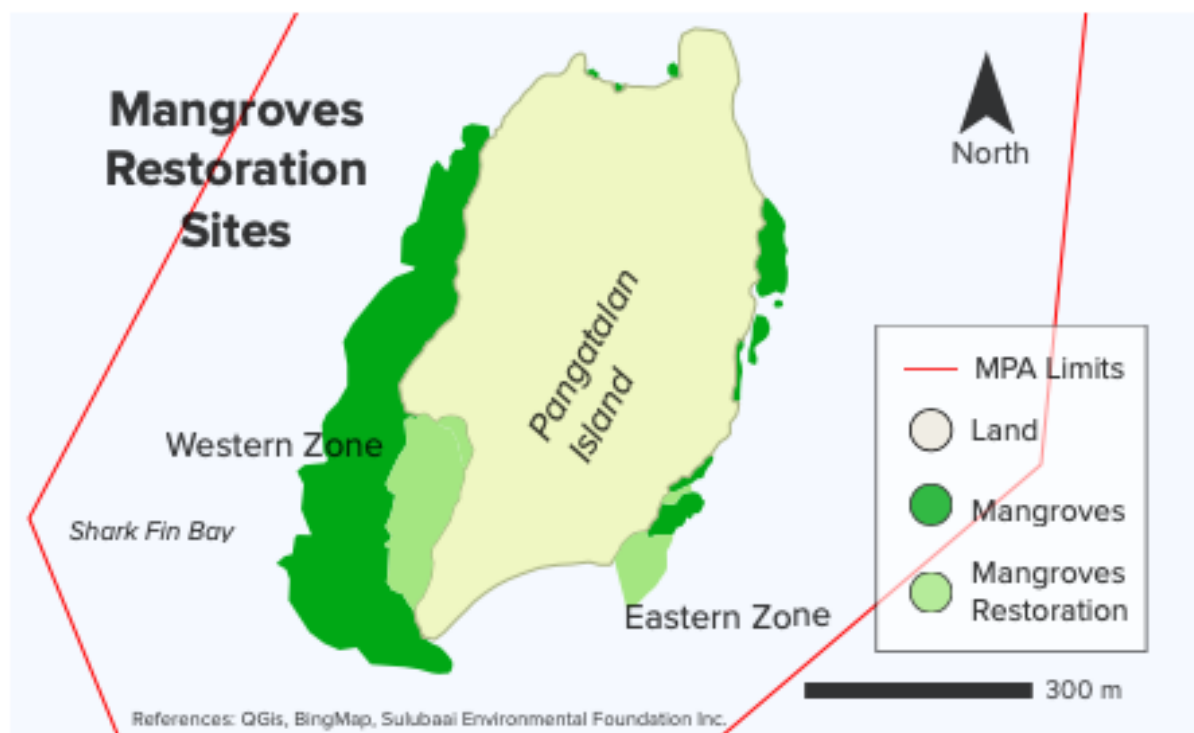 Mangroves
Restoration
Sites
North
Pangatalan
Island
MPA Limits
Land
Mangroves
Mangroves
Restoration
Western Zone
Shark Fin Bay
Eastern Zone
300 m
References: QGis, BingMap, Sulubaai Environmental Foundation Inc.